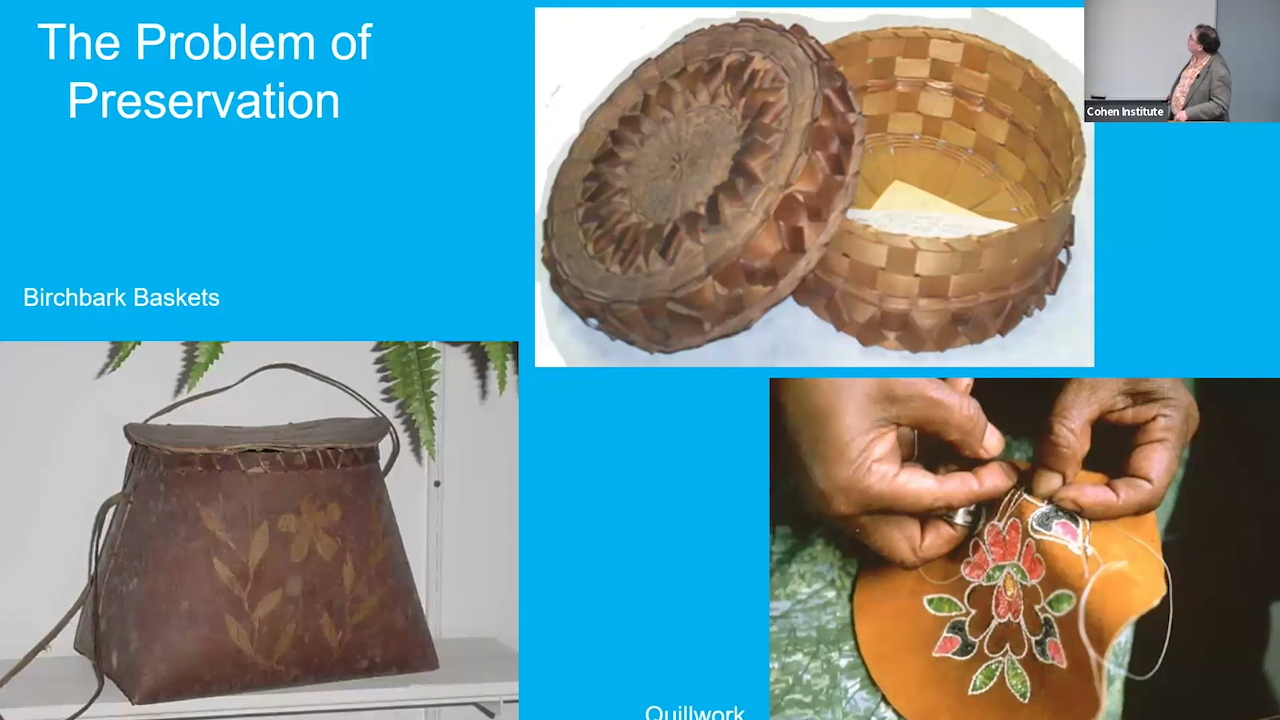 The Problem of
Preservation
Cohen Institute
Birchbark Baskets
Quillwork